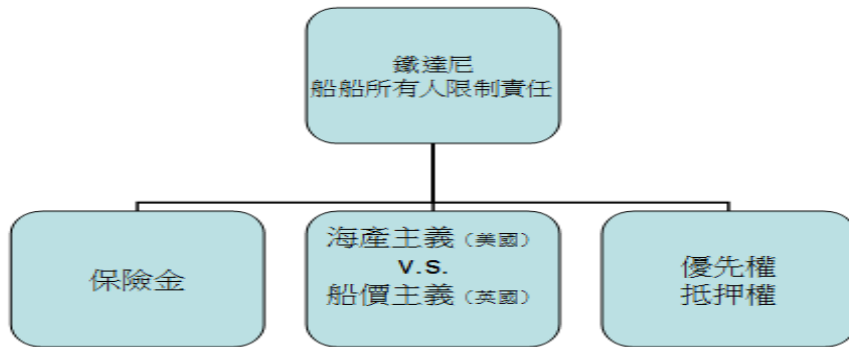 鐵達尼
船舶所有人限制責任
保險金
海產主義（美國）
V.S.
船價主義（英國）
優先權
抵押權